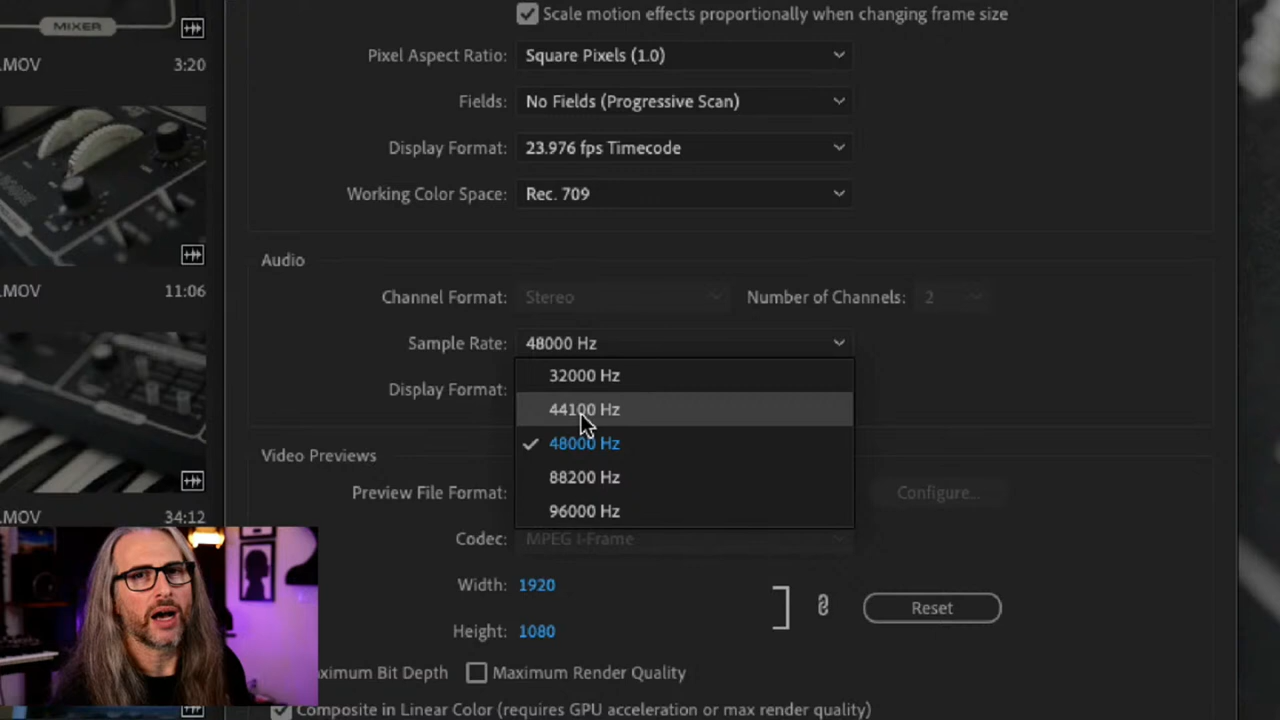 Scale motion effects proportionally when changing frame size
MIXER
.MOV 3:20
Pixel Aspect Ratio: Square Pixels (1.0)
Fields: No Fields (Progressive Scan)
Display Format: 23.976 fps Timecode
Working Color Space: Rec. 709
.MOV 11:06
Audio
Channel Format: Stereo Number of Channels: 2
Sample Rate: 48000 Hz
32000 Hz
Display Format:
44100 Hz
48000 Hz
Video Previews
88200 Hz
Preview File Format: Configure...
96000 Hz
.MOV 34:12
Codec: MPEG I-Frame
Width: 1920
Reset
Height: 1080
ximum Bit Depth Maximum Render Quality
Composite in Linear Color (requires GPU acceleration or max render quality)